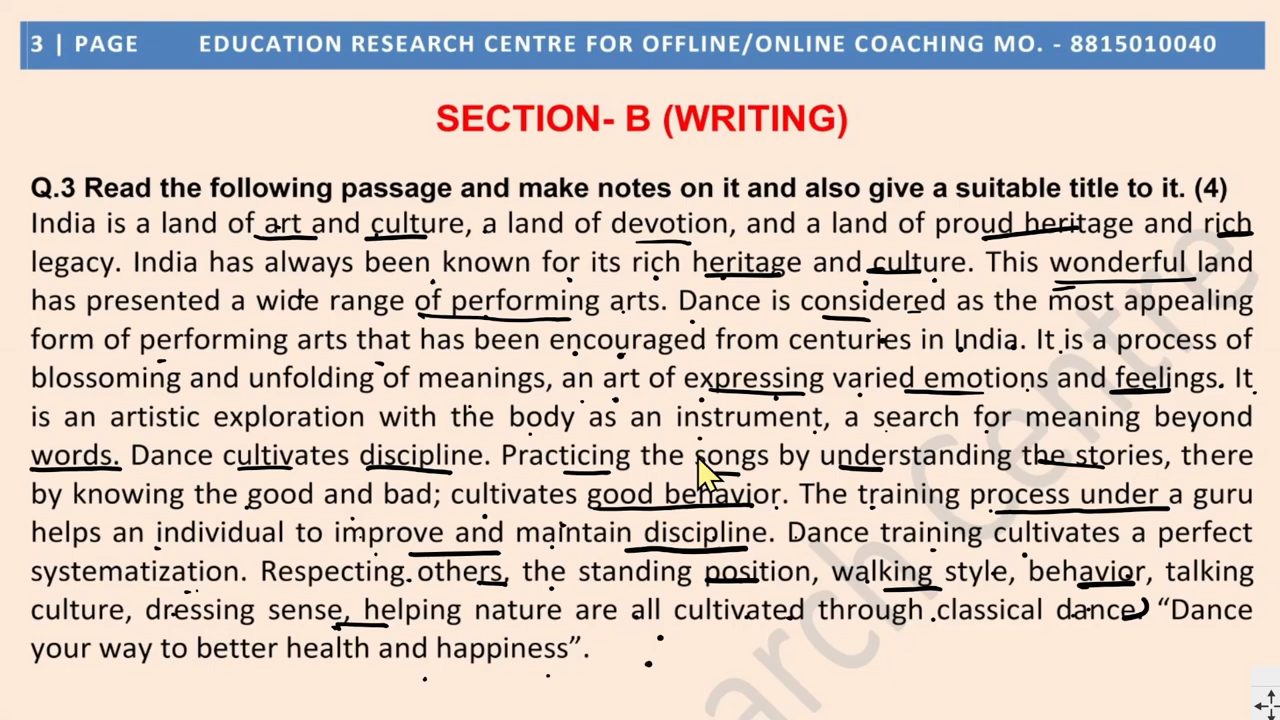 3 | PAGE EDUCATION RESEARCH CENTRE FOR OFFLINE/ONLINE COACHING MO. - 8815010040
SECTION- B (WRITING)
Q.3 Read the following passage and make notes on it and also give a suitable title to it. (4)
India is a land of art and culture, a land of devotion, and a land of proud heritage and rich
legacy. India has always been known for its rich heritage and culture. This wonderful land
has presented a wide range of performing arts. Dance is considered as the most appealing
form of performing arts that has been encouraged from centuries in India. It is a process of
blossoming and unfolding of meanings, an art of expressing varied emotions and feelings. It
is an artistic exploration with the body as an instrument, a search for meaning beyond
words. Dance cultivates discipline. Practicing the songs by understanding the stories, there
by knowing the good and bad; cultivates good behavior. The training process under a guru
helps an individual to improve and maintain discipline. Dance training cultivates a perfect
systematization. Respecting others, the standing position, walking style, behavior, talking
culture, dressing sense, helping nature are all cultivated through classical dance. “Dance
your way to better health and happiness”.
arch Centre